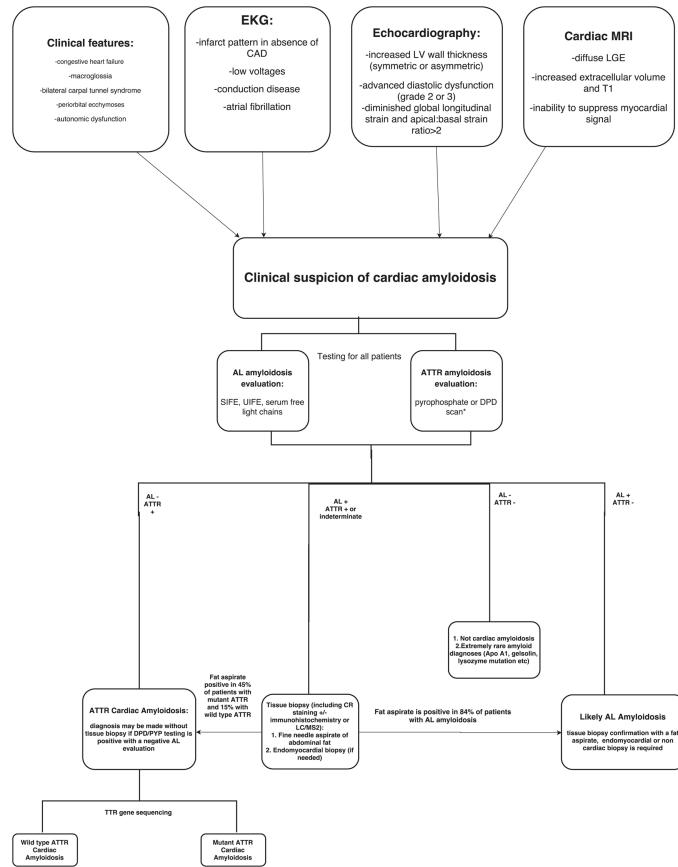 Clinical features:
-congestive heart failure
-macroglossia
-bilateral carpal tunnel syndrome
-periorbital ecchymoses
-autonomic dysfunction
EKG:
-infarct pattern in absence of
CAD
-low voltages
-conduction disease
-atrial fibrillation
Echocardiography:
-increased LV wall thickness
(symmetric or asymmetric)
-advanced diastolic dysfunction
(grade 2 or 3)
-diminished global longitudinal
strain and apical:basal strain
ratio>2
Cardiac MRI
-diffuse LGE
-increased extracellular volume
and T1
-inability to suppress myocardial
signal
Clinical suspicion of cardiac amyloidosis
Testing for all patients
AL amyloidosis
evaluation:
SIFE, UIFE, serum free
light chains
ATTR amyloidosis
evaluation:
pyrophosphate or DPD
scan*
AL -
ATTR
+
AL +
ATTR + or
indeterminate
AL -
ATTR -
AL +
ATTR -
1. Not cardiac amyloidosis
2.Extremely rare amyloid
diagnoses (Apo A1, gelsolin,
lysozyme mutation etc)
Fat aspirate
positive in 45%
of patients with
mutant ATTR
and 15% with
wild type ATTR
ATTR Cardiac Amyloidosis:
diagnosis may be made without
tissue biopsy if DPD/PYP testing is
positive with a negative AL
evaluation
Tissue biopsy (including CR
staining +/-
immunohistochemistry or
LC/MS2):
1. Fine needle aspirate of
abdominal fat
2. Endomyocardial biopsy (if
needed)
Fat aspirate is positive in 84% of patients
with AL amyloidosis
Likely AL Amyloidosis
tissue biopsy confirmation with a fat
aspirate, endomyocardial or non
cardiac biopsy is required
TTR gene sequencing
Wild type ATTR
Cardiac
Amyloidosis
Mutant ATTR
Cardiac
Amyloidosis